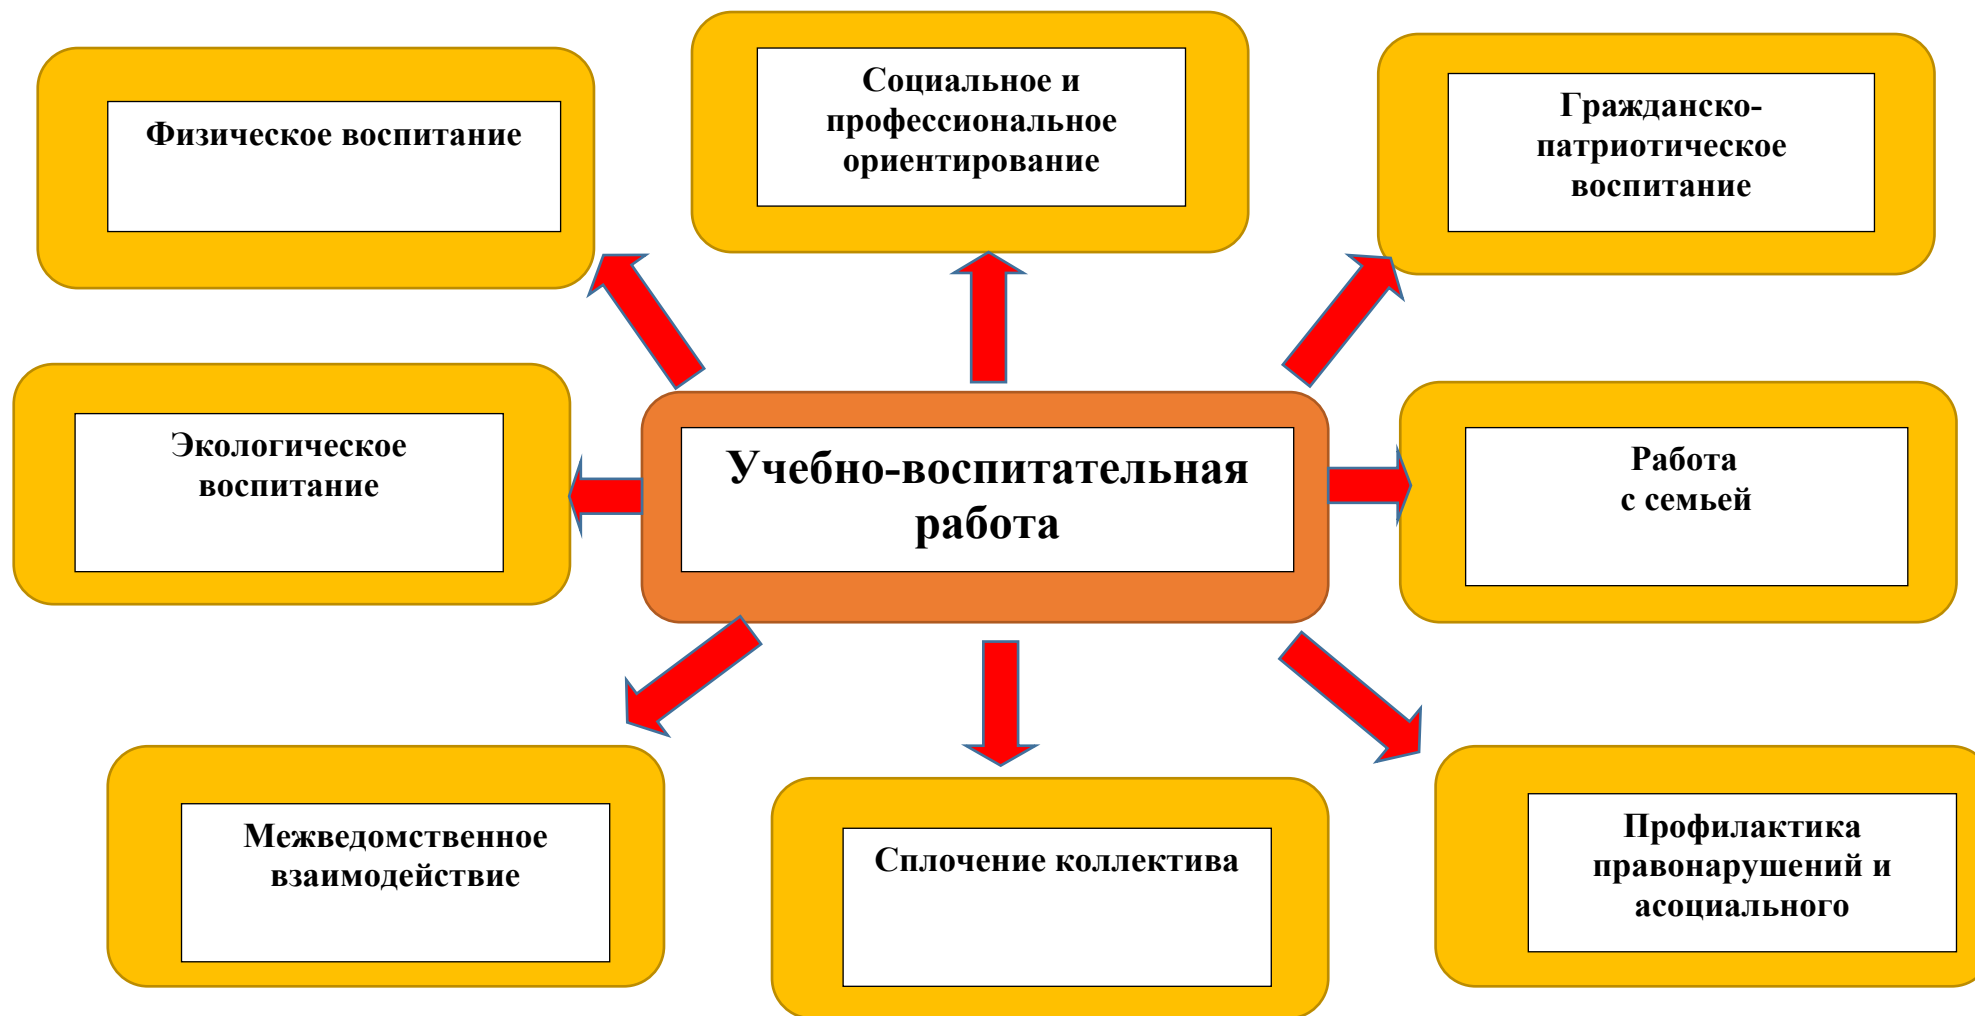 Физическое воспитание
Социальное и
профессиональное
ориентирование
Гражданско-
патриотическое
воспитание
Экологическое
воспитание
Учебно-воспитательная
работа
Работа
с семьей
Межведомственное
взаимодействие
Сплочение коллектива
Профилактика
правонарушений и
асоциального